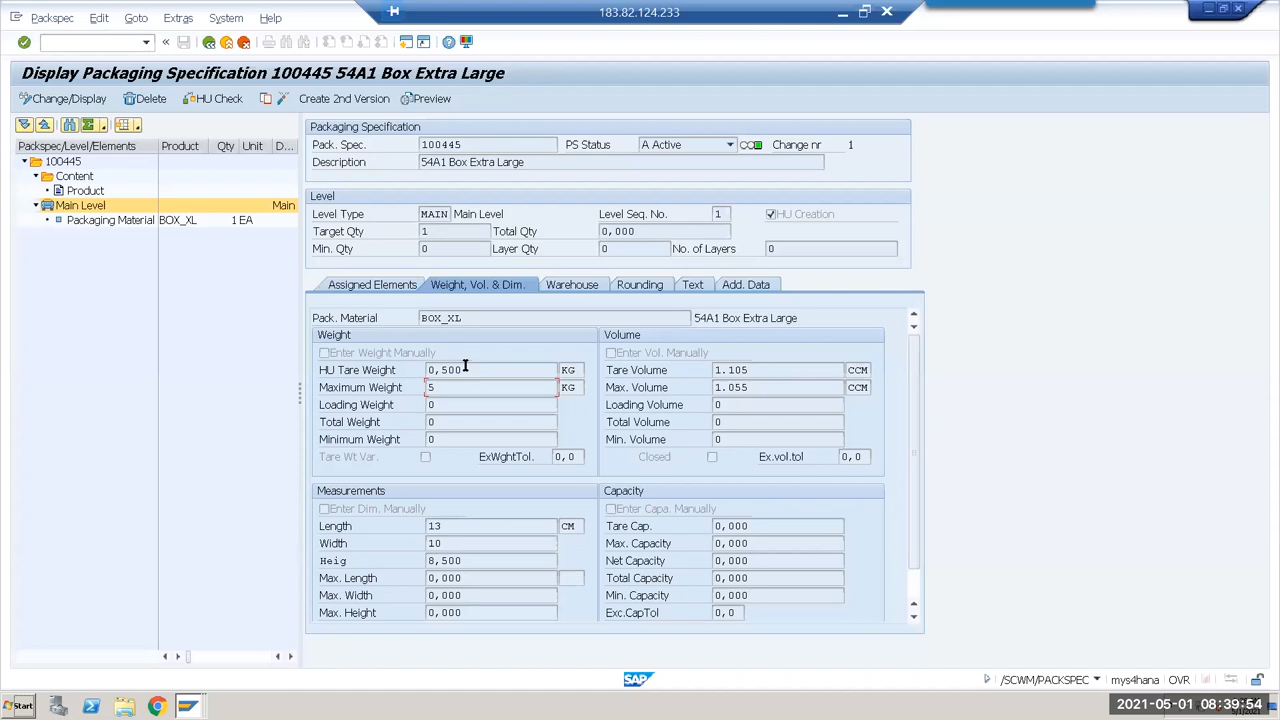 183.82.124.233
Packspec Edit Goto Extras System Help
Display Packaging Specification 100445 54A1 Box Extra Large
Change/Display Delete HU Check Create 2nd Version Preview
Packspec/Level/Elements Product Qty Unit D...
100445
Content
Product
Main Level Main
Packaging Material BOX_XL 1 EA
Packaging Specification
Pack. Spec. 100445 PS Status A Active Change nr 1
Description 54A1 Box Extra Large
Level
Level Type MAIN Main Level Level Seq. No. 1 HU Creation
Target Qty 1 Total Qty 0,000
Min. Qty 0 Layer Qty 0 No. of Layers 0
Assigned Elements Weight, Vol. & Dim. Warehouse Rounding Text Add. Data
Pack. Material BOX_XL 54A1 Box Extra Large
Weight
Enter Weight Manually
HU Tare Weight 0,500 KG
Maximum Weight 5 KG
Loading Weight 0
Total Weight 0
Minimum Weight 0
Tare Wt Var. ExWghtTol. 0,0
Volume
Enter Vol. Manually
Tare Volume 1.105 CCM
Max. Volume 1.055 CCM
Loading Volume 0
Total Volume 0
Min. Volume 0
Closed Ex.vol.tol 0,0
Measurements
Enter Dim. Manually
Length 13 CM
Width 10
Heig 8,500
Max. Length 0,000
Max. Width 0,000
Max. Height 0,000
Capacity
Enter Capa. Manually
Tare Cap. 0,000
Max. Capacity 0,000
Net Capacity 0,000
Total Capacity 0,000
Min. Capacity 0,000
Exc.CapTol 0,0
SAP
/SCWM/PACKSPEC mys4hana OVR
Start
2021-05-01 08:39:54